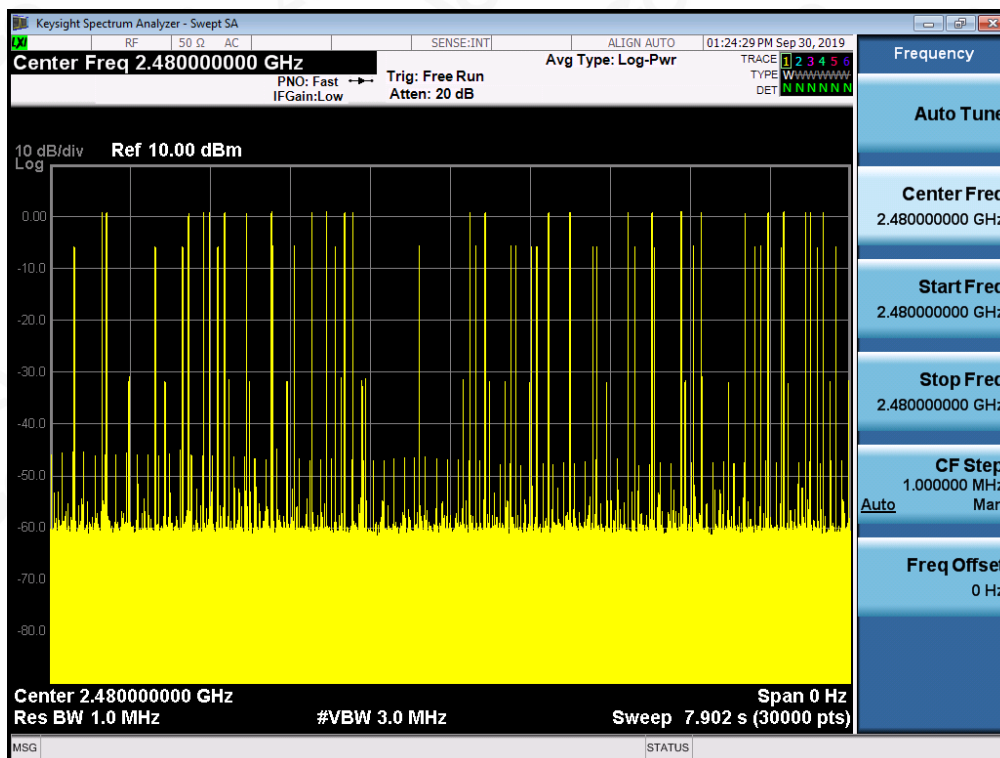 Keysight Spectrum Analyzer - Swept SA
LXI RF 50 Ω AC SENSE:INT ALIGN AUTO 01:24:29 PM Sep 30, 2019
Center Freq 2.480000000 GHz
PNO: Fast
IFGain:Low
Trig: Free Run
Atten: 20 dB
Avg Type: Log-Pwr
TRACE 1 2 3 4 5 6
TYPE WWWWWW
DET N N N N N N
10 dB/div Ref 10.00 dBm
Log
0.00
-10.0
-20.0
-30.0
-40.0
-50.0
-60.0
-70.0
-80.0
Center 2.480000000 GHz Span 0 Hz
Res BW 1.0 MHz #VBW 3.0 MHz Sweep 7.902 s (30000 pts)
MSG STATUS
Frequency
Auto Tune
Center Freq
2.480000000 GHz
Start Freq
2.480000000 GHz
Stop Freq
2.480000000 GHz
CF Step
1.000000 MHz
Auto Man
Freq Offset
0 Hz